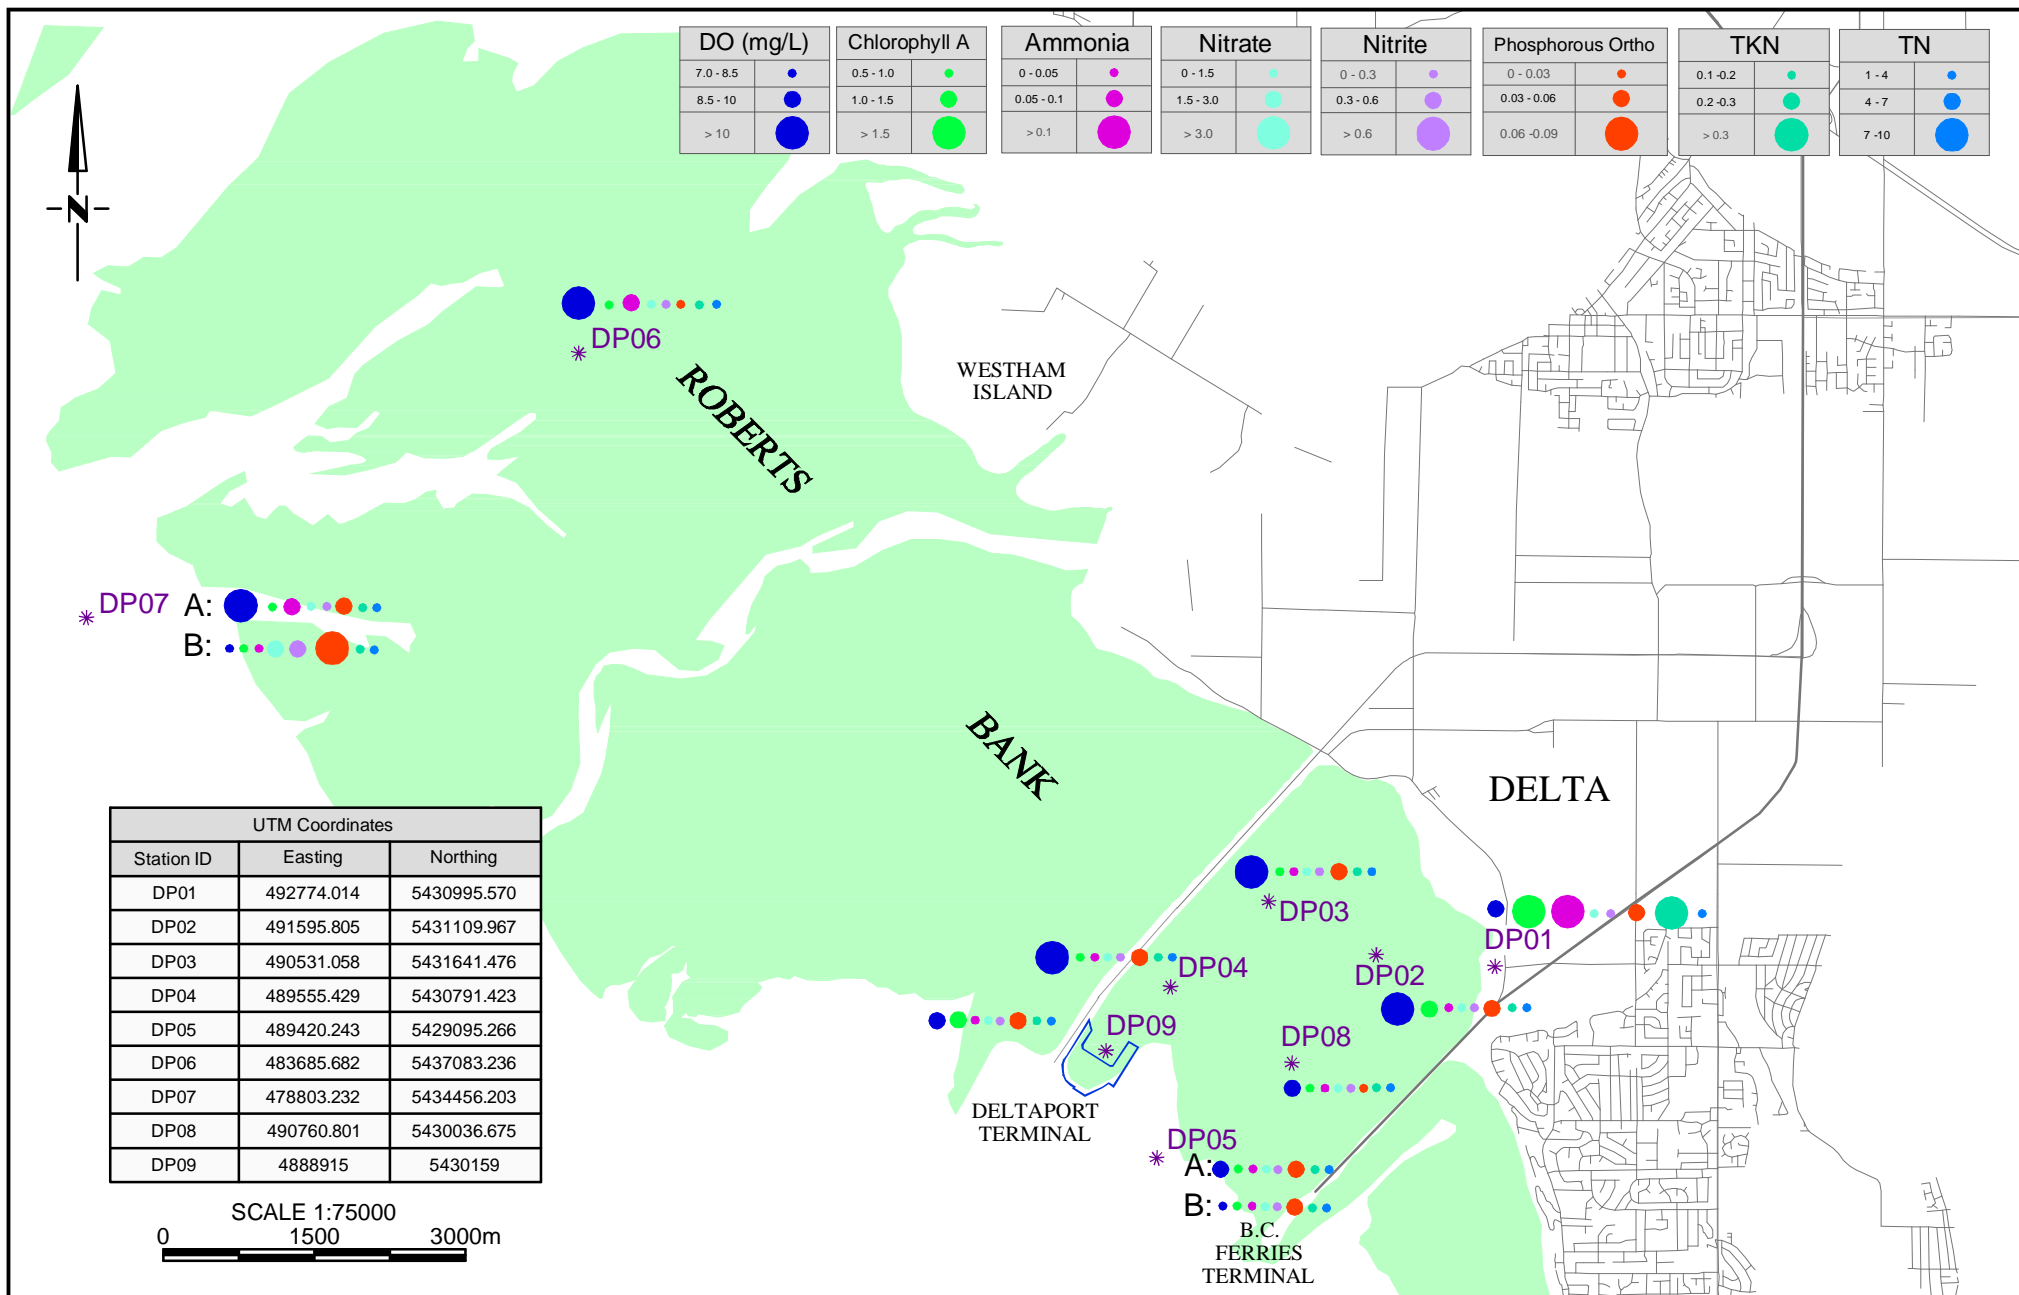 DO (mg/L)
7.0 - 8.5
8.5 - 10
> 10
Chlorophyll A
0.5 - 1.0
1.0 - 1.5
> 1.5
Ammonia
0 - 0.05
0.05 - 0.1
> 0.1
Nitrate
0 - 1.5
1.5 - 3.0
> 3.0
Nitrite
0 - 0.3
0.3 - 0.6
> 0.6
Phosphorous Ortho
0 - 0.03
0.03 - 0.06
0.06 -0.09
TKN
0.1 -0.2
0.2 -0.3
> 0.3
TN
1 - 4
4 - 7
7 -10
N
DP06
ROBERTS
WESTHAM
ISLAND
DP07
A:
B:
BANK
DELTA
DP03
DP01
DP04
DP02
DP09
DP08
DELTAPORT
TERMINAL
DP05
A:
B:
B.C.
FERRIES
TERMINAL
UTM Coordinates
Station ID Easting Northing
DP01 492774.014 5430995.570
DP02 491595.805 5431109.967
DP03 490531.058 5431641.476
DP04 489555.429 5430791.423
DP05 489420.243 5429095.266
DP06 483685.682 5437083.236
DP07 478803.232 5434456.203
DP08 490760.801 5430036.675
DP09 4888915 5430159
SCALE 1:75000
0 1500 3000m